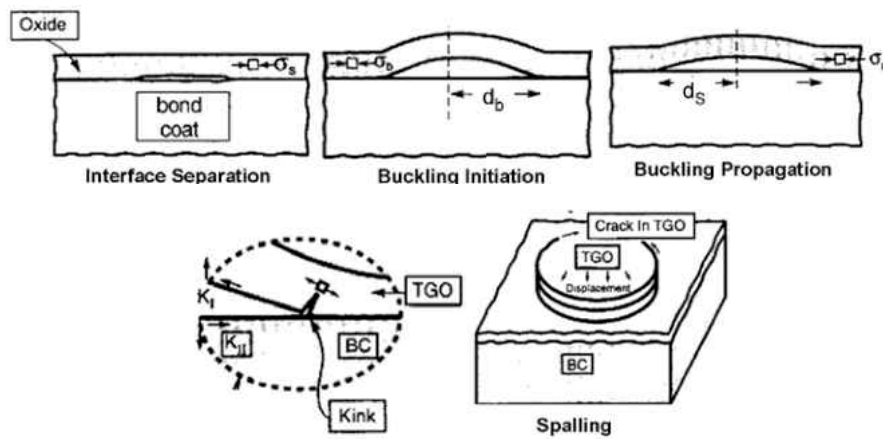 Oxide
σs
bond
coat
Interface Separation
σb
db
Buckling Initiation
σ
dS
Buckling Propagation
KI
KII
TGO
BC
Kink
Crack In TGO
TGO
Displacement
BC
Spalling